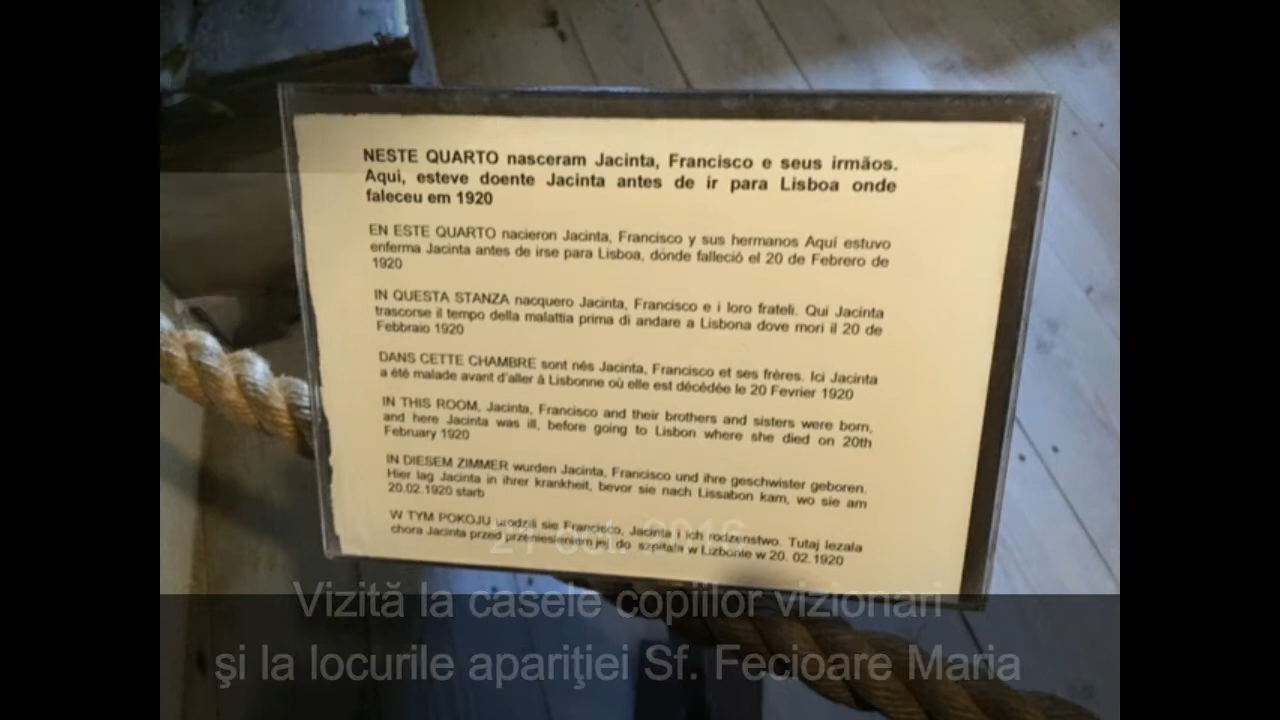 NESTE QUARTO nasceram Jacinta, Francisco e seus irmãos.
Aqui, esteve doente Jacinta antes de ir para Lisboa onde
faleceu em 1920
EN ESTE QUARTO nacieron Jacinta, Francisco y sus hermanos Aquí estuvo
enferma Jacinta antes de irse para Lisboa, dónde falleció el 20 de Febrero de
1920
IN QUESTA STANZA nacquero Jacinta, Francisco e i loro frateli. Qui Jacinta
trascorse il tempo della malattia prima di andare a Lisbona dove mori il 20 de
Febbraio 1920
DANS CETTE CHAMBRE sont nés Jacinta, Francisco et ses frères. Ici Jacinta
a été malade avant d'aller à Lisbonne où elle est décédée le 20 Fevrier 1920
IN THIS ROOM, Jacinta, Francisco and their brothers and sisters were born,
and here Jacinta was ill, before going to Lisbon where she died on 20th
February 1920
IN DIESEM ZIMMER wurden Jacinta, Francisco und ihre geschwister geboren.
Hier lag Jacinta in ihrer krankheit, bevor sie nach Lissabon kam, wo sie am
20.02.1920 starb
W TYM POKOJU urodzili sie Francisco, Jacinta i ich rodzenstwo. Tutaj lezala
chora Jacinta przed przeniesieniem jej do szpitala w Lizbonie w 20. 02.1920
oct. 2016
Vizită la casele copiilor vizionari
şi la locurile apariţiei Sf. Fecioare Maria